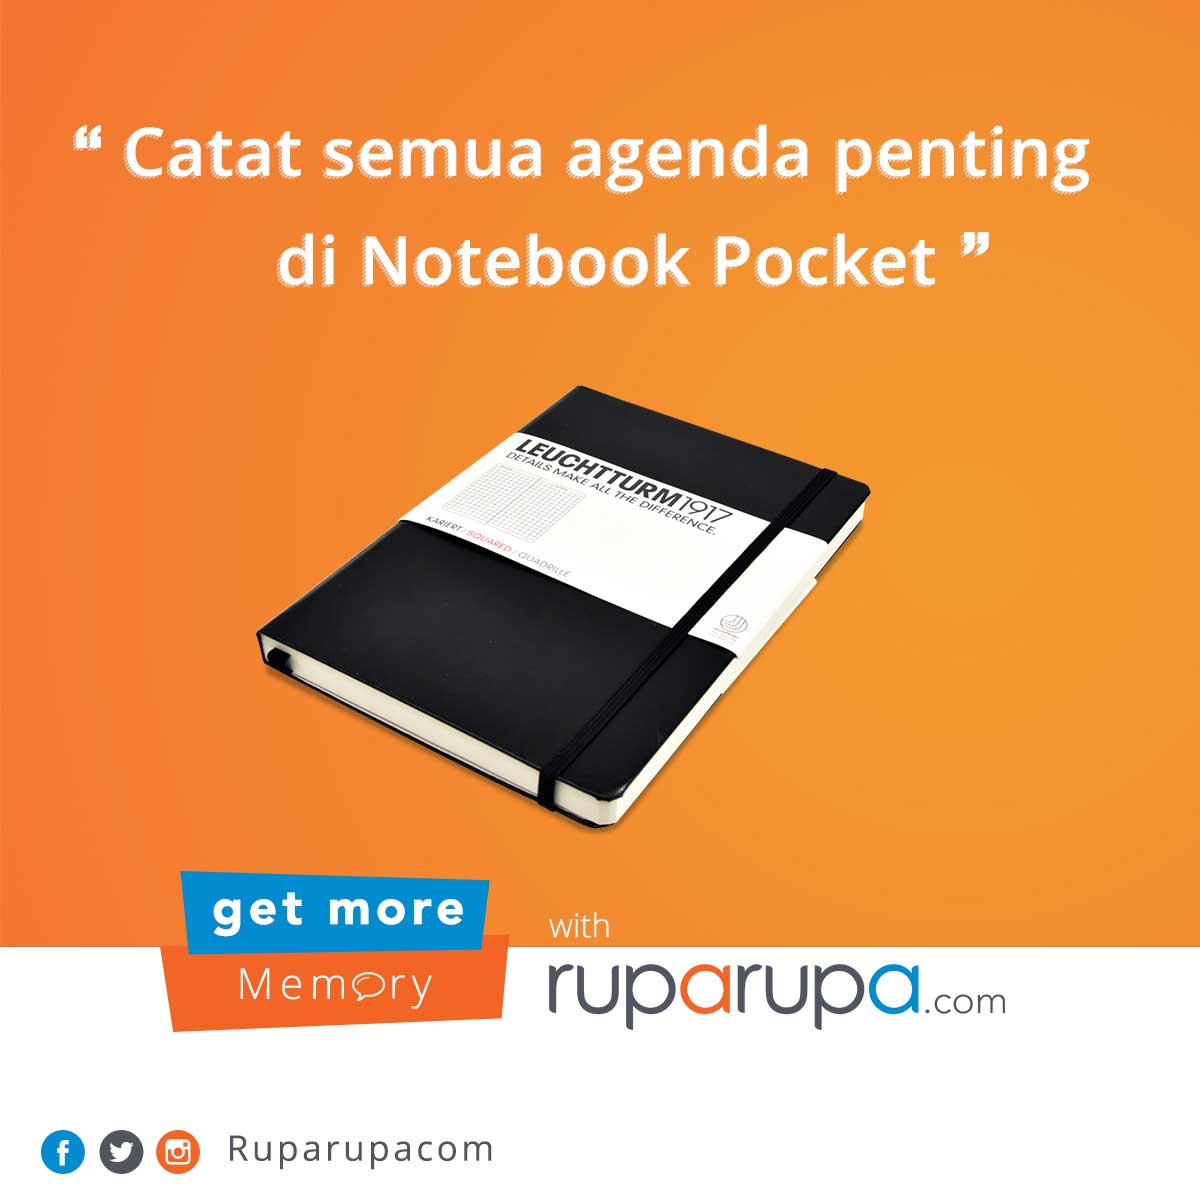 “ Catat semua agenda penting
di Notebook Pocket ”
LEUCHTTURM1917
DETAILS MAKE ALL THE DIFFERENCE.
KARIERT / SQUARED / QUADRILLE
get more
Memory
with
ruparupa.com
Ruparupacom